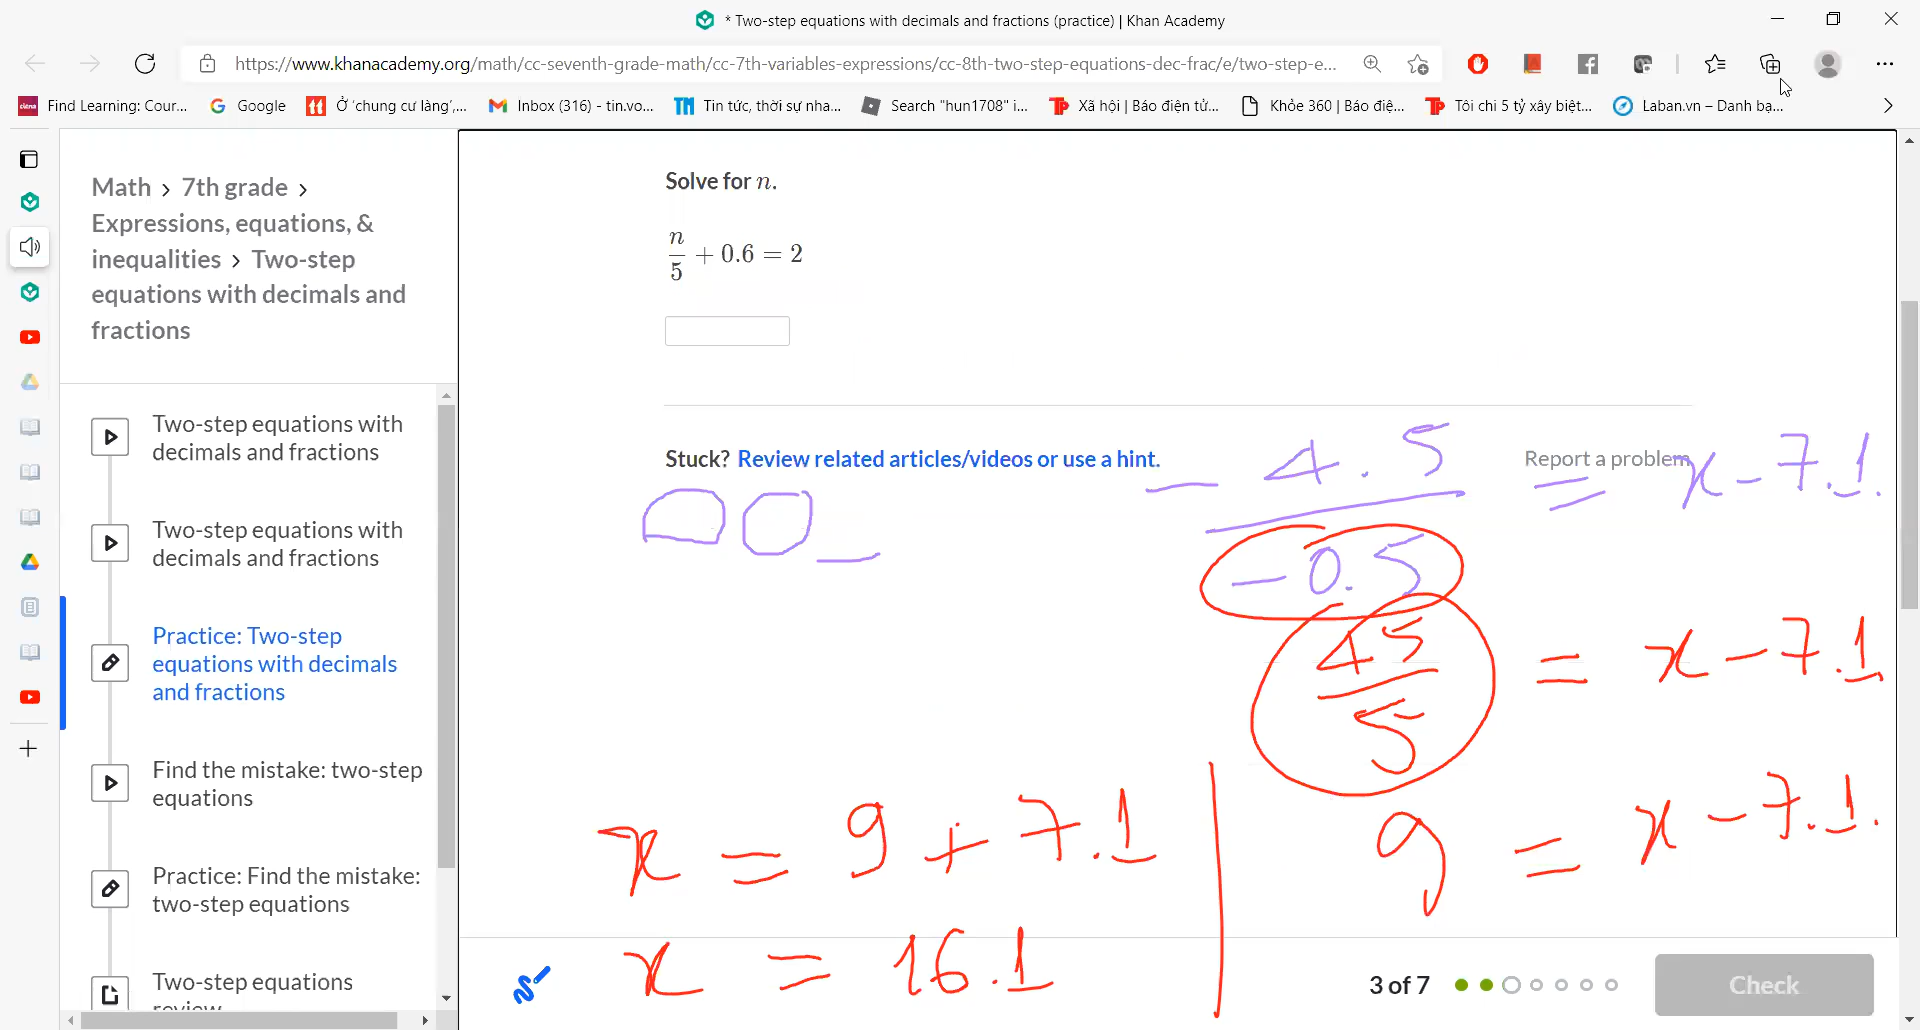 * Two-step equations with decimals and fractions (practice) | Khan Academy
https://www.khanacademy.org/math/cc-seventh-grade-math/cc-7th-variables-expressions/cc-8th-two-step-equations-dec-frac/e/two-step-e...
Find Learning: Cour... Google Ở 'chung cư làng',... Inbox (316) - tin.vo... Tin tức, thời sự nha... Search "hun1708" i... Xã hội | Báo điện tử... Khỏe 360 | Báo điệ... Tôi chi 5 tỷ xây biệt... Laban.vn – Danh bạ...
Math > 7th grade >
Expressions, equations, &
inequalities > Two-step
equations with decimals and
fractions
Two-step equations with
decimals and fractions
Two-step equations with
decimals and fractions
Practice: Two-step
equations with decimals
and fractions
Find the mistake: two-step
equations
Practice: Find the mistake:
two-step equations
Two-step equations
review
Solve for n.
n/5 + 0.6 = 2
Stuck? Review related articles/videos or use a hint.
Report a problem
-4.5/-0.5 = x-7.1
45/5 = x-7.1
9 = x-7.1
x = 9+7.1
x = 16.1
3 of 7
Check